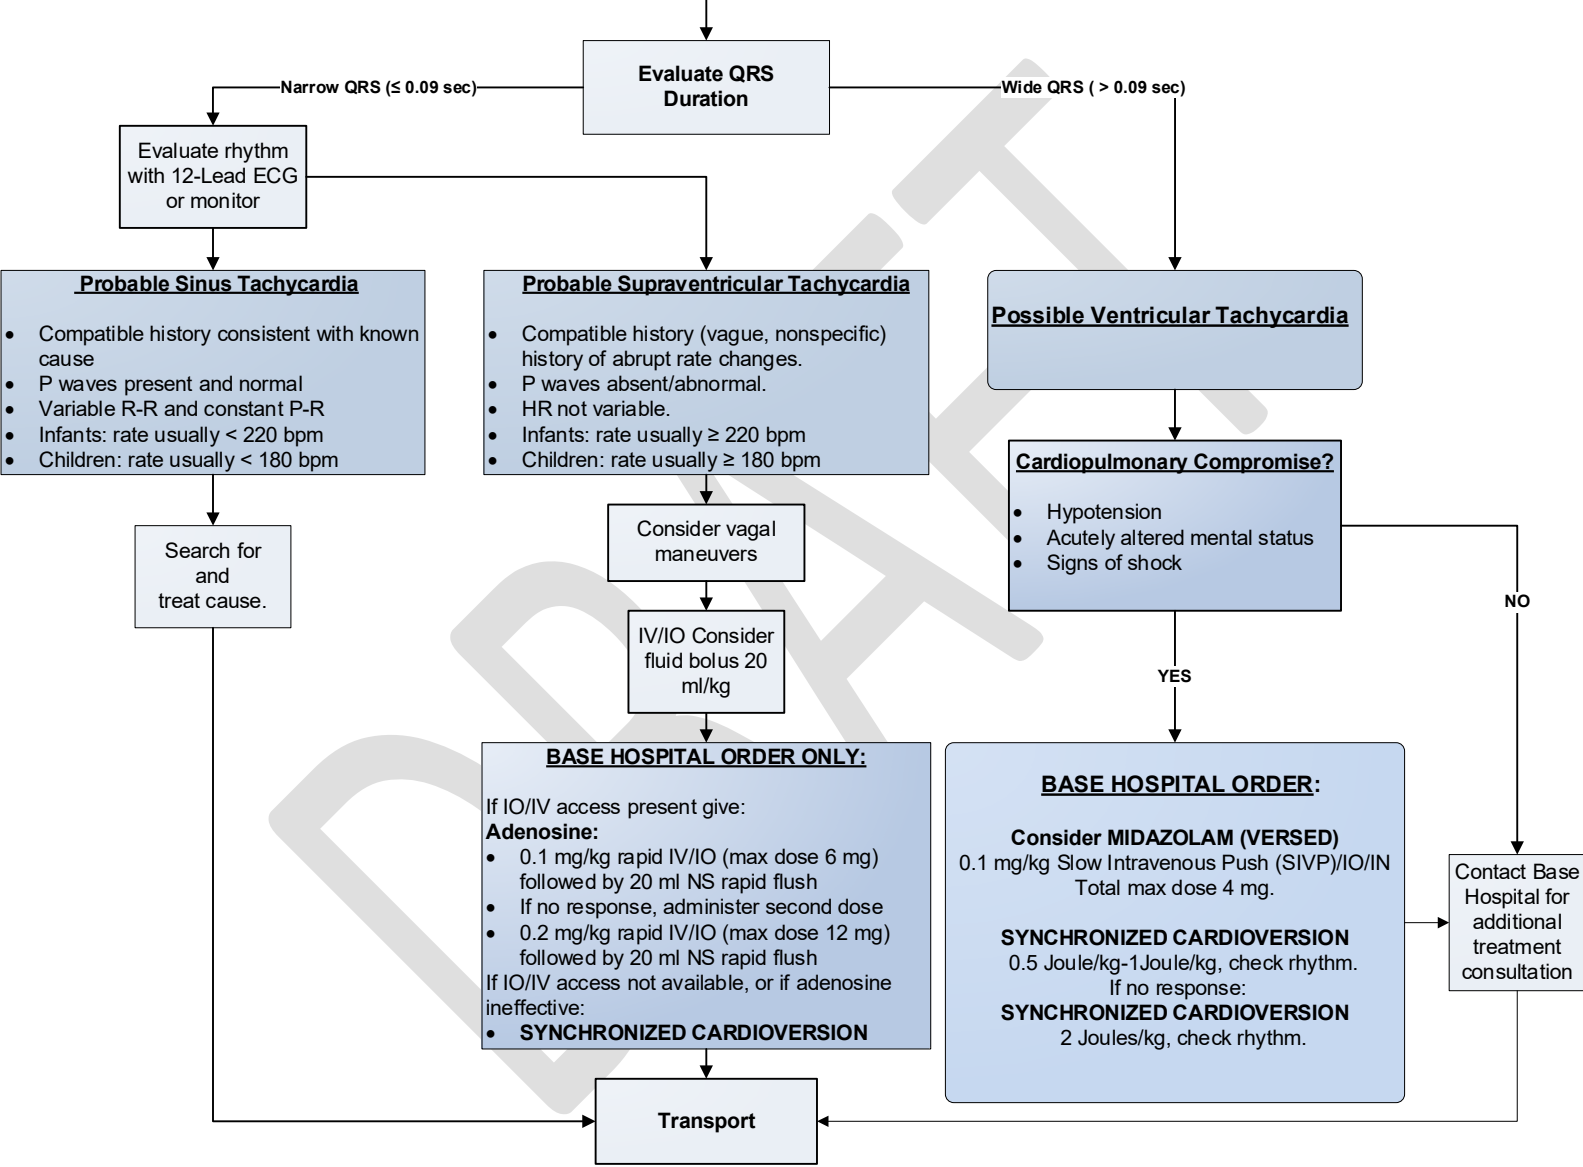 Evaluate QRS
Duration
Narrow QRS (≤ 0.09 sec)
Wide QRS ( > 0.09 sec)
Evaluate rhythm
with 12-Lead ECG
or monitor
Probable Sinus Tachycardia
• Compatible history consistent with known
cause
• P waves present and normal
• Variable R-R and constant P-R
• Infants: rate usually < 220 bpm
• Children: rate usually < 180 bpm
Search for
and
treat cause.
Probable Supraventricular Tachycardia
• Compatible history (vague, nonspecific)
history of abrupt rate changes.
• P waves absent/abnormal.
• HR not variable.
• Infants: rate usually ≥ 220 bpm
• Children: rate usually ≥ 180 bpm
Consider vagal
maneuvers
IV/IO Consider
fluid bolus 20
ml/kg
BASE HOSPITAL ORDER ONLY:
If IO/IV access present give:
Adenosine:
• 0.1 mg/kg rapid IV/IO (max dose 6 mg)
followed by 20 ml NS rapid flush
• If no response, administer second dose
• 0.2 mg/kg rapid IV/IO (max dose 12 mg)
followed by 20 ml NS rapid flush
If IO/IV access not available, or if adenosine
ineffective:
• SYNCHRONIZED CARDIOVERSION
Possible Ventricular Tachycardia
Cardiopulmonary Compromise?
• Hypotension
• Acutely altered mental status
• Signs of shock
NO
YES
BASE HOSPITAL ORDER:
Consider MIDAZOLAM (VERSED)
0.1 mg/kg Slow Intravenous Push (SIVP)/IO/IN
Total max dose 4 mg.
SYNCHRONIZED CARDIOVERSION
0.5 Joule/kg-1Joule/kg, check rhythm.
If no response:
SYNCHRONIZED CARDIOVERSION
2 Joules/kg, check rhythm.
Contact Base
Hospital for
additional
treatment
consultation
Transport
DRAFT